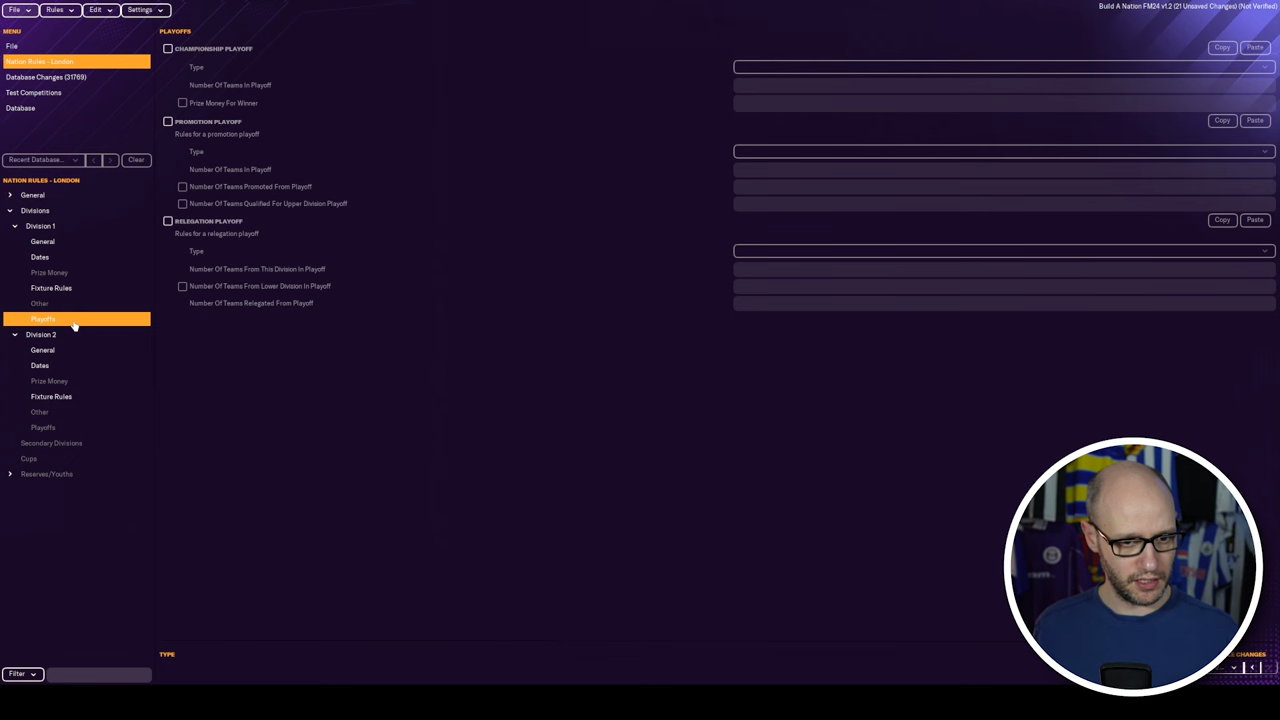 File
Rules
Edit
Settings
Build A Nation FM24 v1.2 (21 Unsaved Changes) (Not Verified)
MENU
File
Nation Rules - London
Database Changes (31769)
Test Competitions
Database
Recent Database...
Clear
NATION RULES - LONDON
General
Divisions
Division 1
General
Dates
Prize Money
Fixture Rules
Other
Playoffs
Division 2
General
Dates
Prize Money
Fixture Rules
Other
Playoffs
Secondary Divisions
Cups
Reserves/Youths
Filter
PLAYOFFS
CHAMPIONSHIP PLAYOFF
Copy
Paste
Type
Number Of Teams In Playoff
Prize Money For Winner
PROMOTION PLAYOFF
Copy
Paste
Rules for a promotion playoff
Type
Number Of Teams In Playoff
Number Of Teams Promoted From Playoff
Number Of Teams Qualified For Upper Division Playoff
RELEGATION PLAYOFF
Copy
Paste
Rules for a relegation playoff
Type
Number Of Teams From This Division In Playoff
Number Of Teams From Lower Division In Playoff
Number Of Teams Relegated From Playoff
TYPE
CHANGES